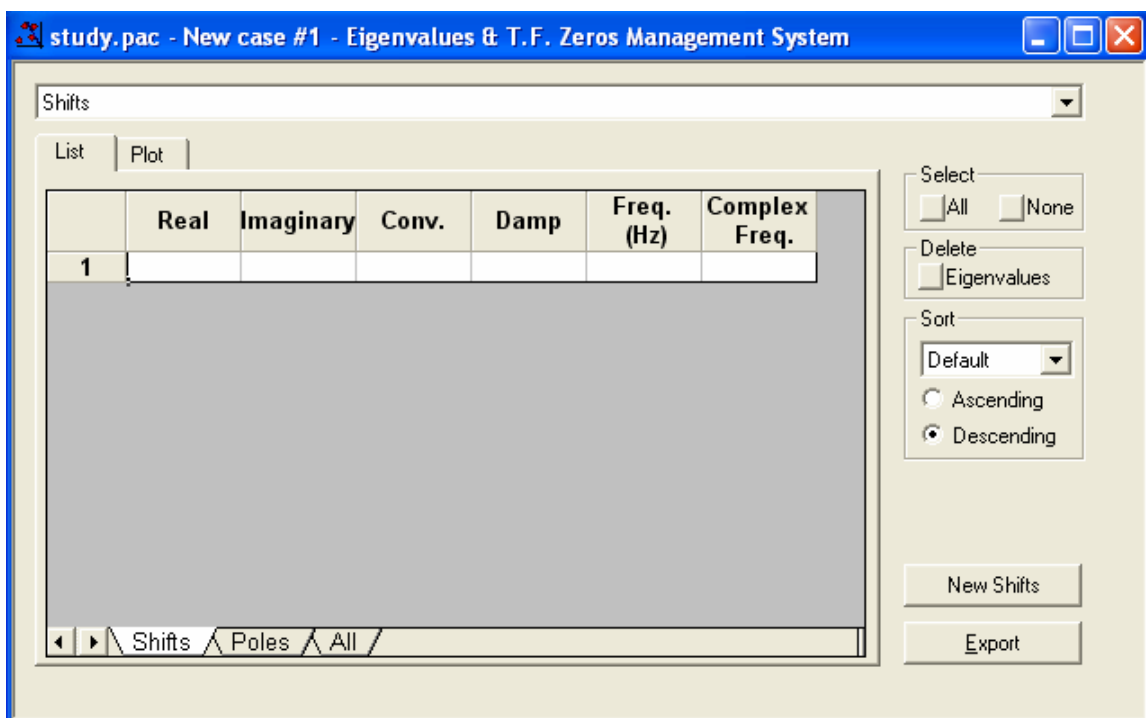 study.pac - New case #1 - Eigenvalues & T.F. Zeros Management System
Shifts
List Plot
Real Imaginary Conv. Damp Freq. (Hz) Complex Freq.
1
Shifts Poles All
Select
All None
Delete
Eigenvalues
Sort
Default
Ascending
Descending
New Shifts
Export